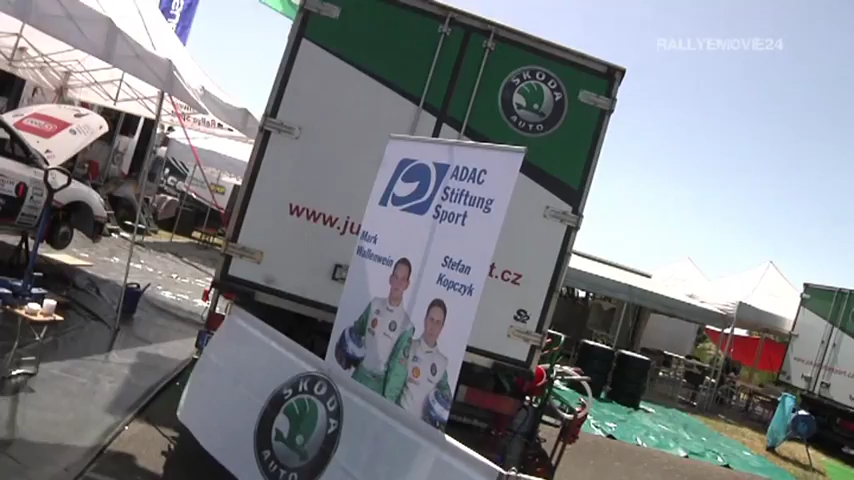 RALLYEMOVIE24
ŠKODA
AUTO
ADAC
Stiftung
Sport
www.ju
t.cz
Mark
Wallenwein
Stefan
Kopczyk
ŠKODA
AUTO